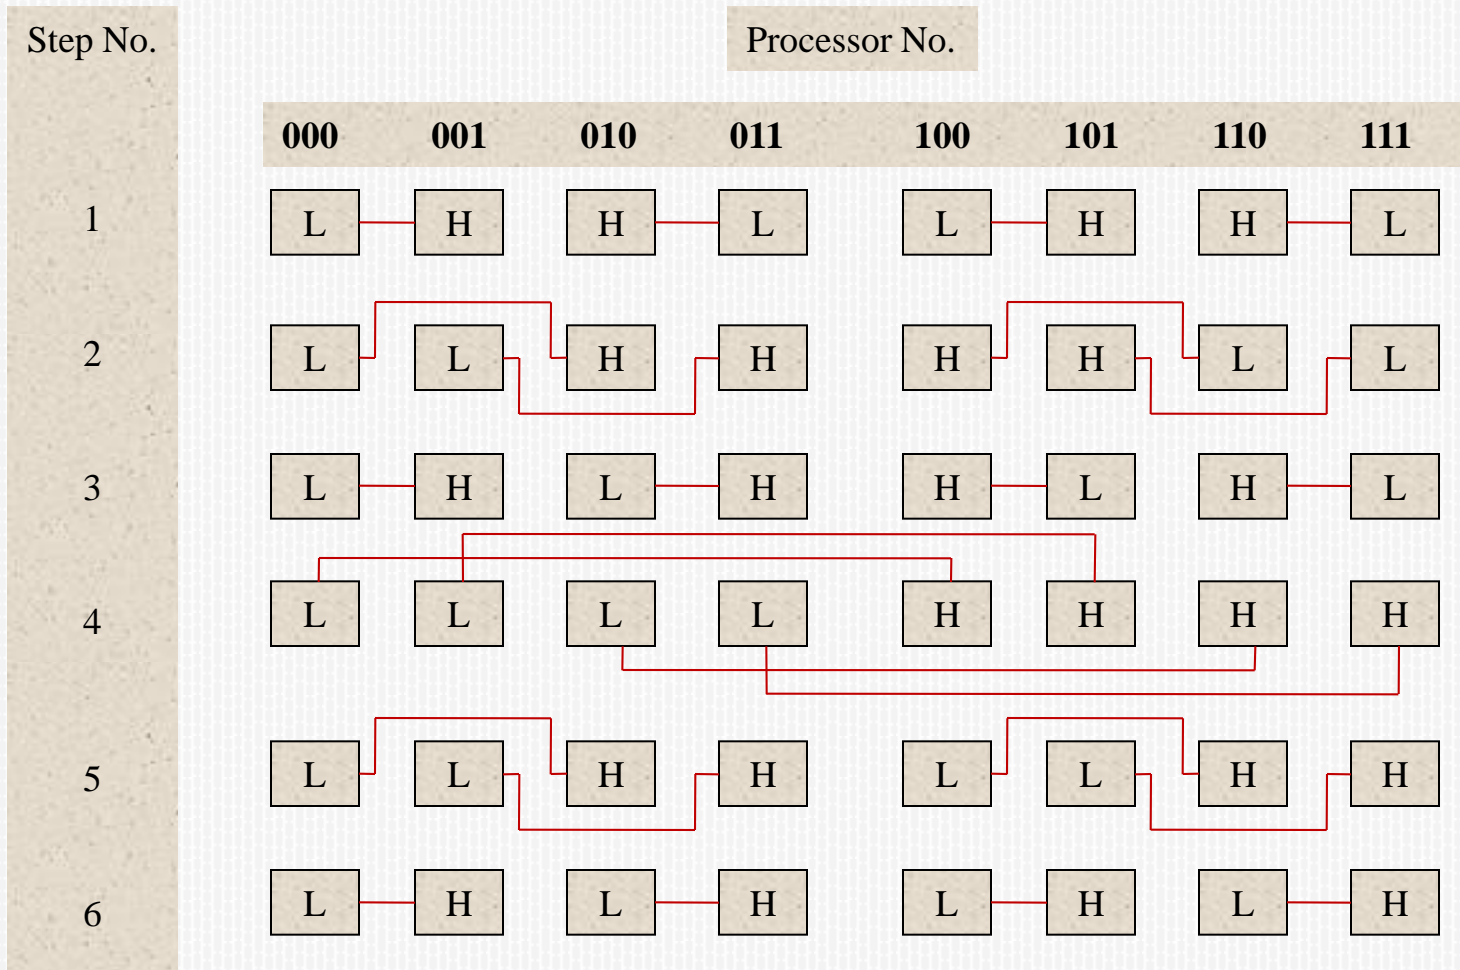 Step No. Processor No.
000 001 010 011 100 101 110 111
1 L H H L L H H L
2 L L H H H H L L
3 L H L H H L H L
4 L L L L H H H H
5 L L H H L L H H
6 L H L H L H L H